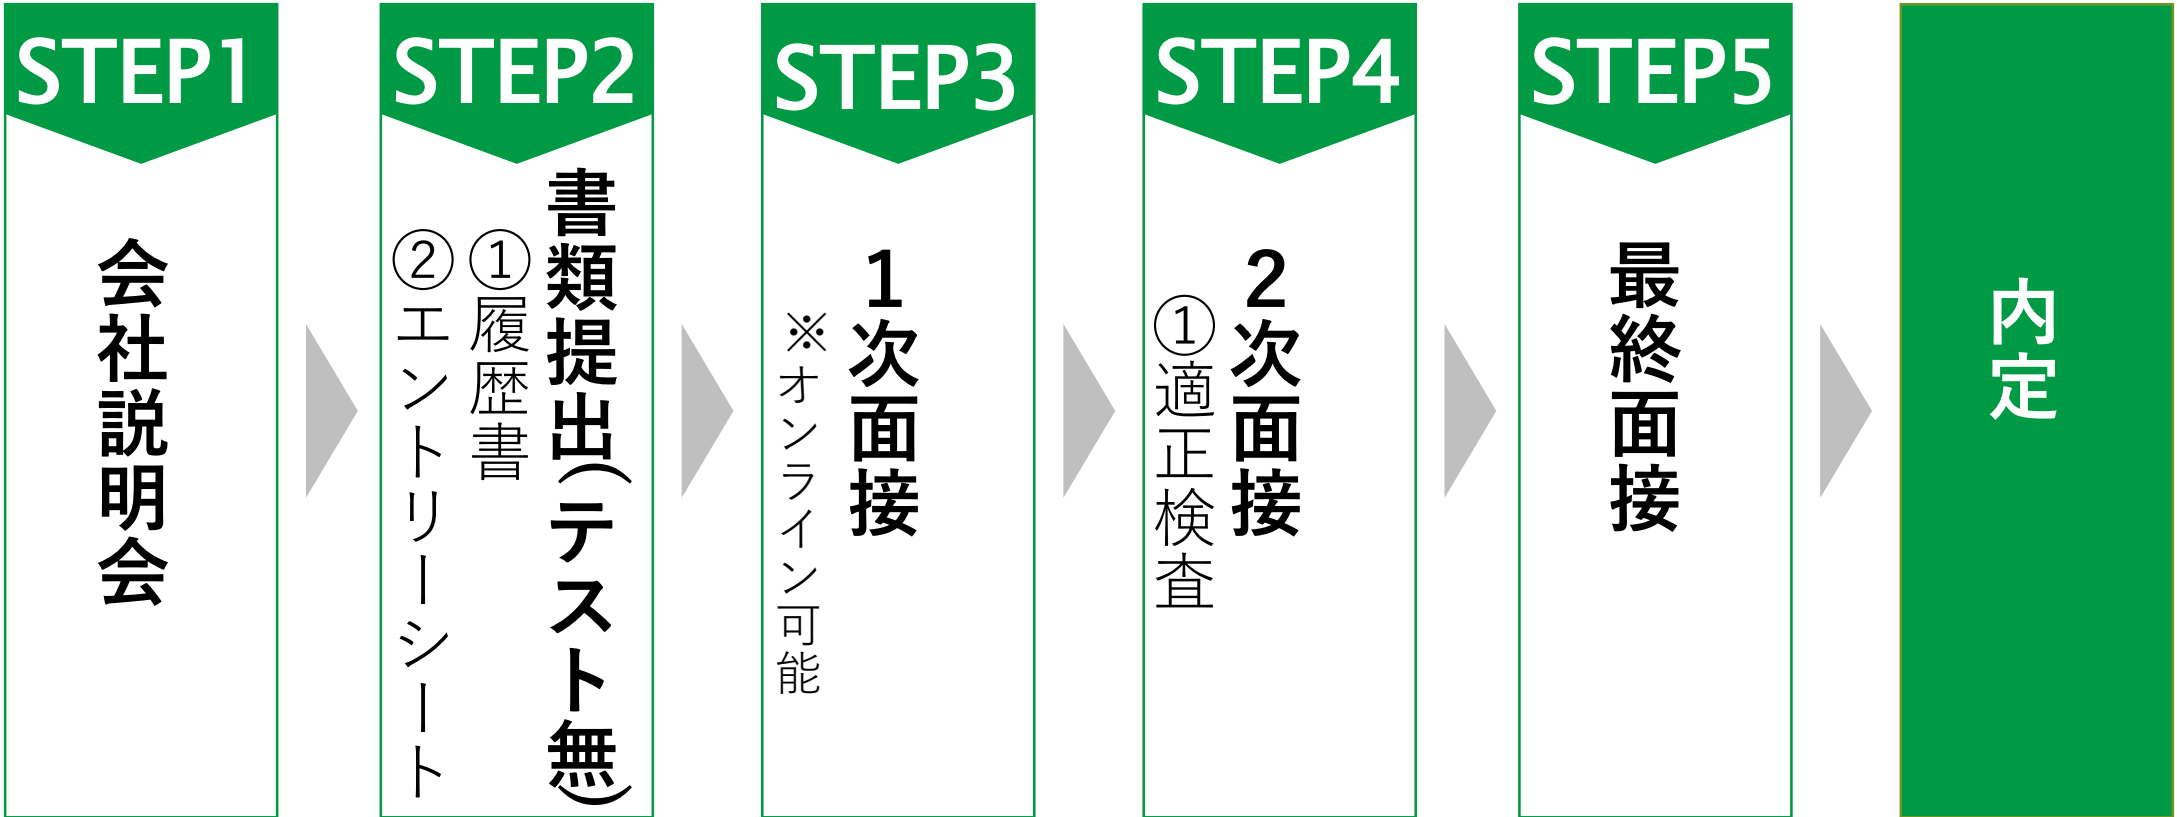 STEP1
会社説明会
STEP2
書類提出（テスト無）
①履歴書
②エントリーシート
STEP3
1次面接
※オンライン可能
STEP4
2次面接
①適正検査
STEP5
最終面接
内定